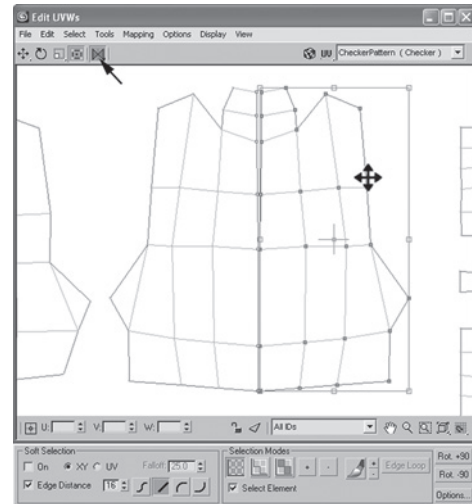 Edit UVWs
File Edit Select Tools Mapping Options Display View
UV CheckerPattern ( Checker )
U: V: W: All IDs
Soft Selection
On XY UV Falloff: 25.0
Edge Distance 16
Selection Modes
+ - Edge Loop
Select Element
Rot. +90
Rot. -90
Options...